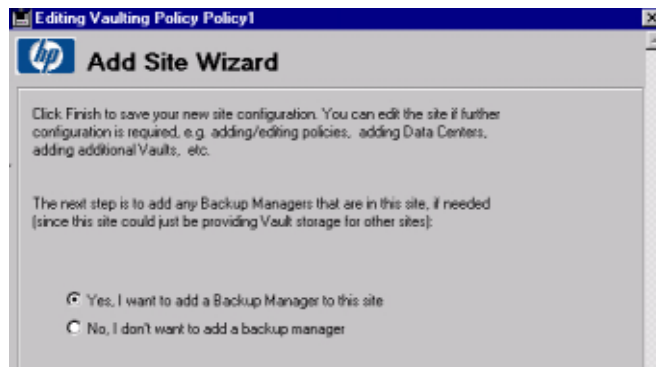 Editing Vaulting Policy Policy1
hp
Add Site Wizard
Click Finish to save your new site configuration. You can edit the site if further
configuration is required, e.g. adding/editing policies, adding Data Centers,
adding additional Vaults, etc.
The next step is to add any Backup Managers that are in this site, if needed
(since this site could just be providing Vault storage for other sites):
Yes, I want to add a Backup Manager to this site
No, I don't want to add a backup manager